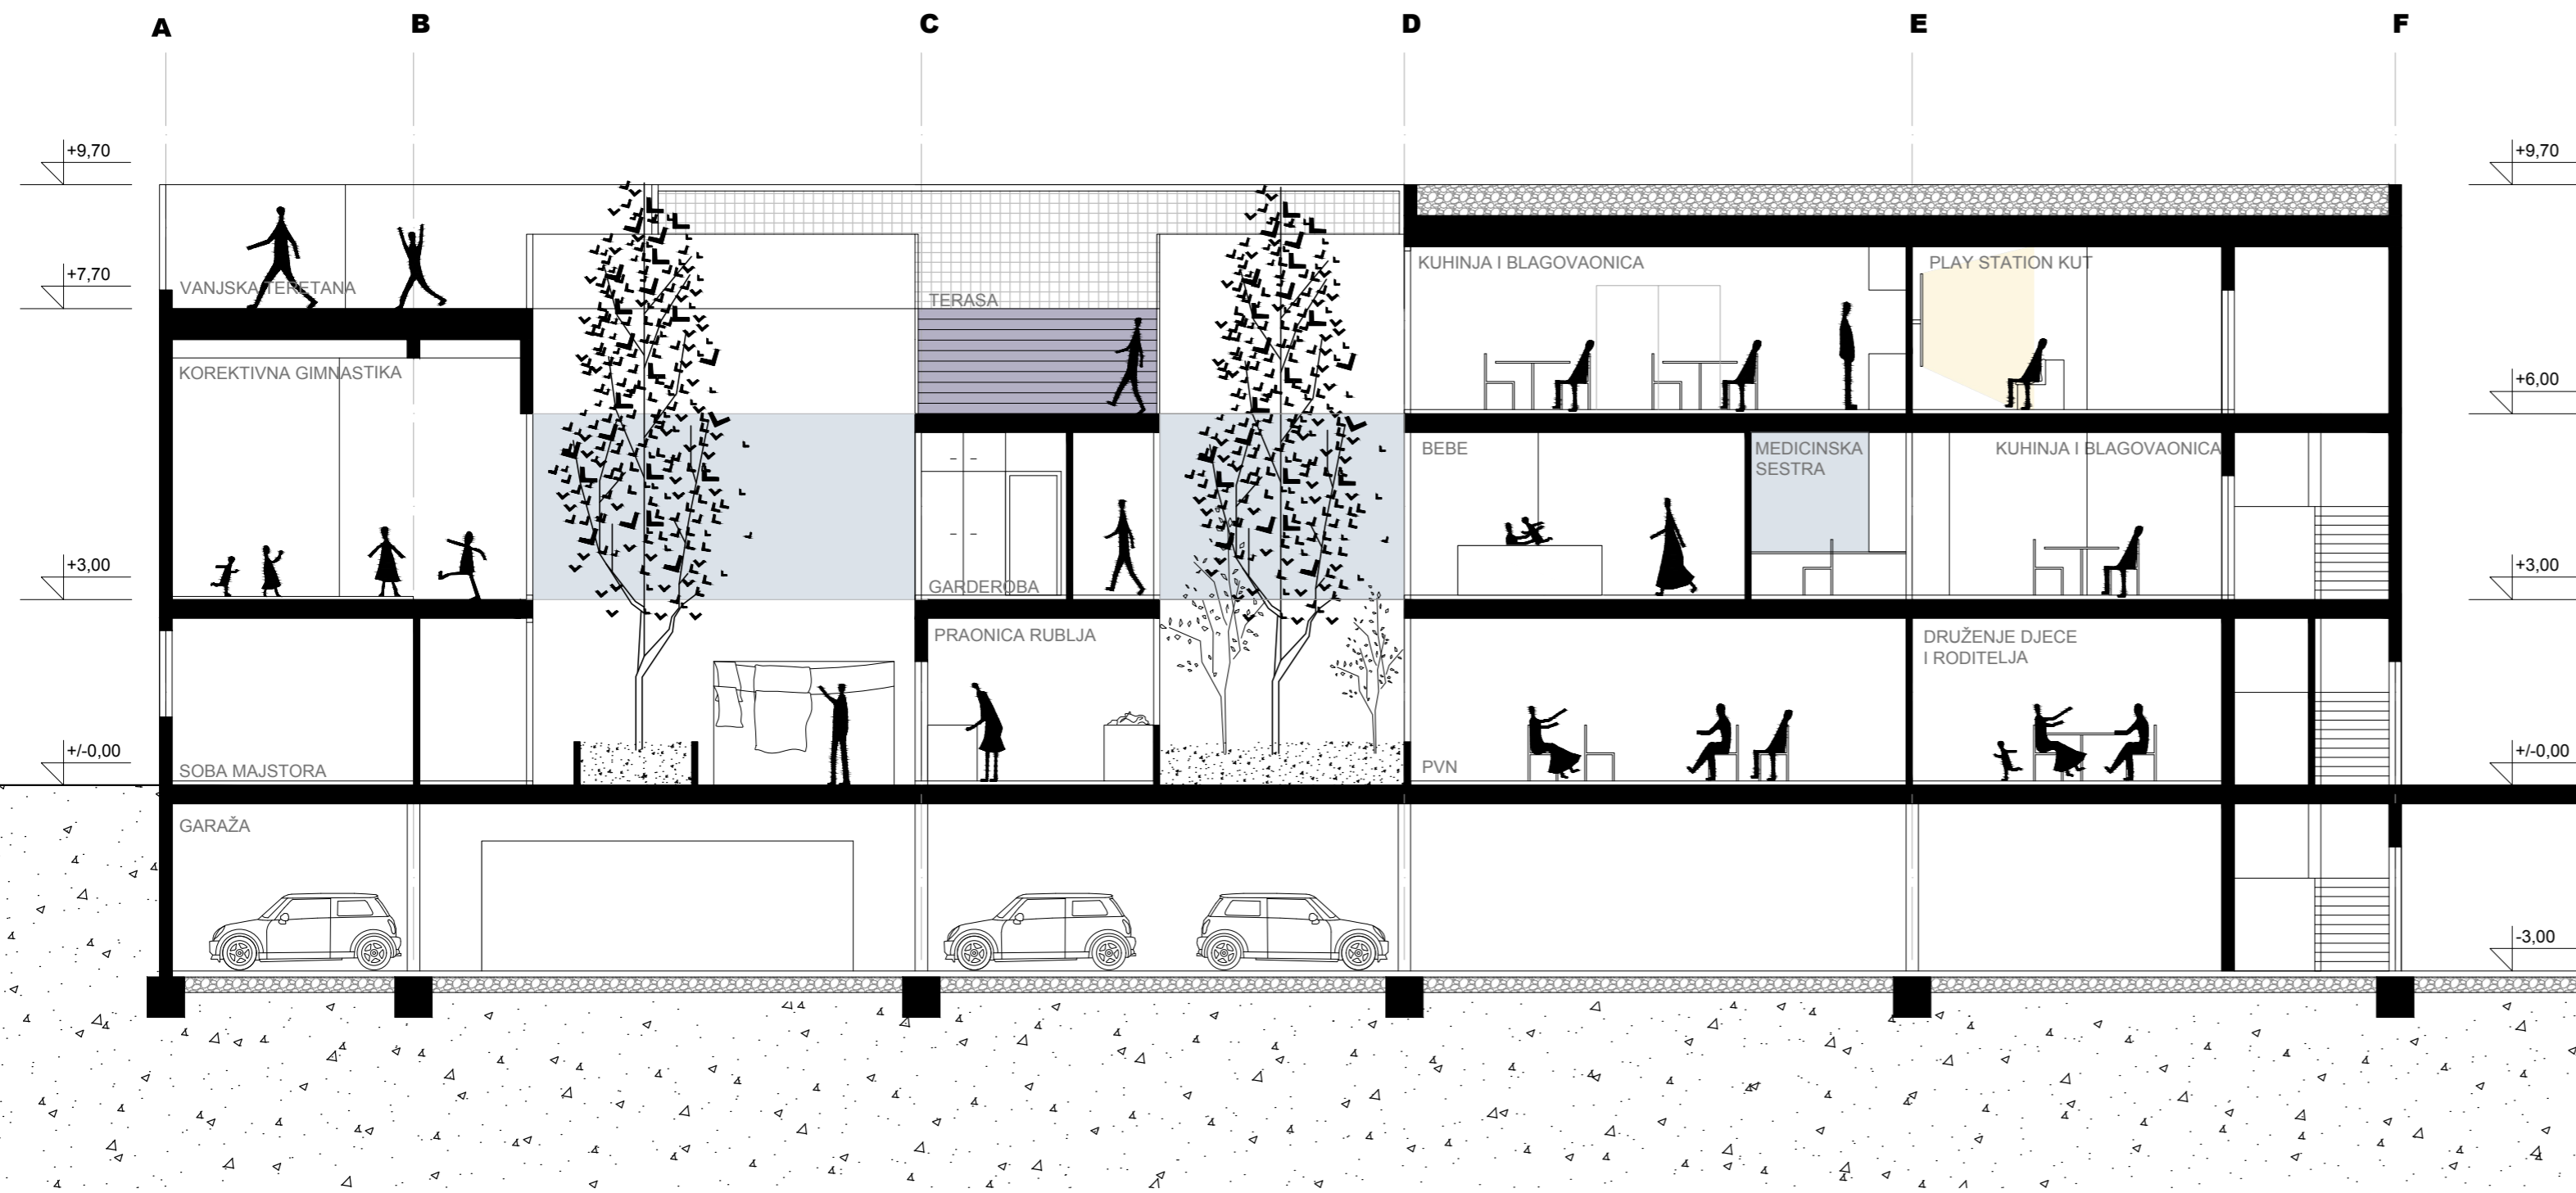 A B C D E F
+9,70 +9,70
KUHINJA I BLAGOVAONICA PLAY STATION KUT
+7,70 VANJSKA TERETANA TERASA
KOREKTIVNA GIMNASTIKA +6,00
BEBE MEDICINSKA KUHINJA I BLAGOVAONICA
SESTRA
+3,00 GARDEROBA +3,00
PRAONICA RUBLJA DRUŽENJE DJECE
I RODITELJA
+/-0,00 SOBA MAJSTORA PVN +/-0,00
GARAŽA
-3,00